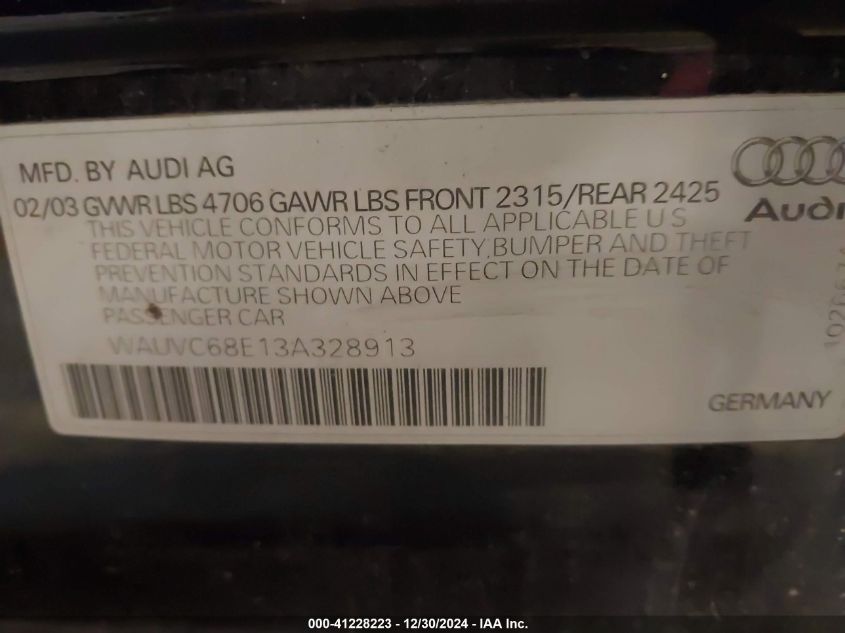 MFD. BY AUDI AG
02/03 GVWR LBS 4706 GAWR LBS FRONT 2315/REAR 2425
THIS VEHICLE CONFORMS TO ALL APPLICABLE U S
FEDERAL MOTOR VEHICLE SAFETY, BUMPER AND THEFT
PREVENTION STANDARDS IN EFFECT ON THE DATE OF
MANUFACTURE SHOWN ABOVE
PASSENGER CAR
WAUVC68E13A328913
Audi
GERMANY
000-41228223 - 12/30/2024 - IAA Inc.